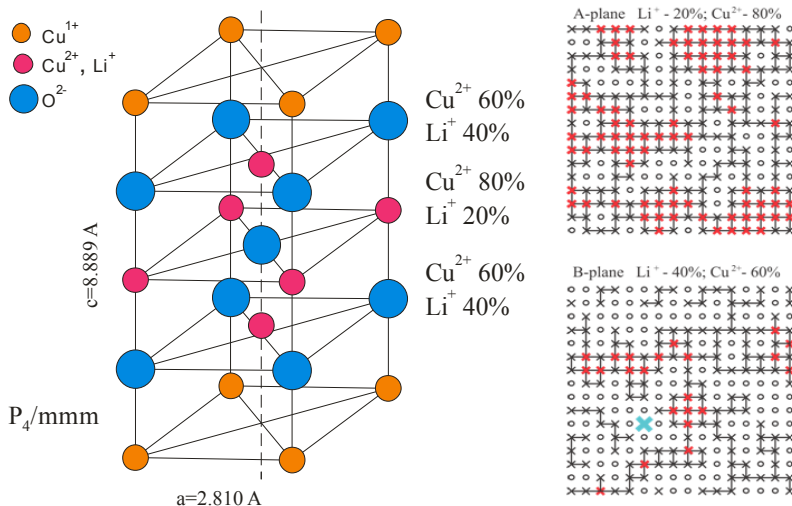 Cu¹⁺
Cu²⁺, Li⁺
O²⁻
c=8.889 A
P₄/mmm
a=2.810 A
Cu²⁺ 60%
Li⁺ 40%
Cu²⁺ 80%
Li⁺ 20%
Cu²⁺ 60%
Li⁺ 40%
A-plane Li⁺ - 20%; Cu²⁺ - 80%
B-plane Li⁺ - 40%; Cu²⁺- 60%